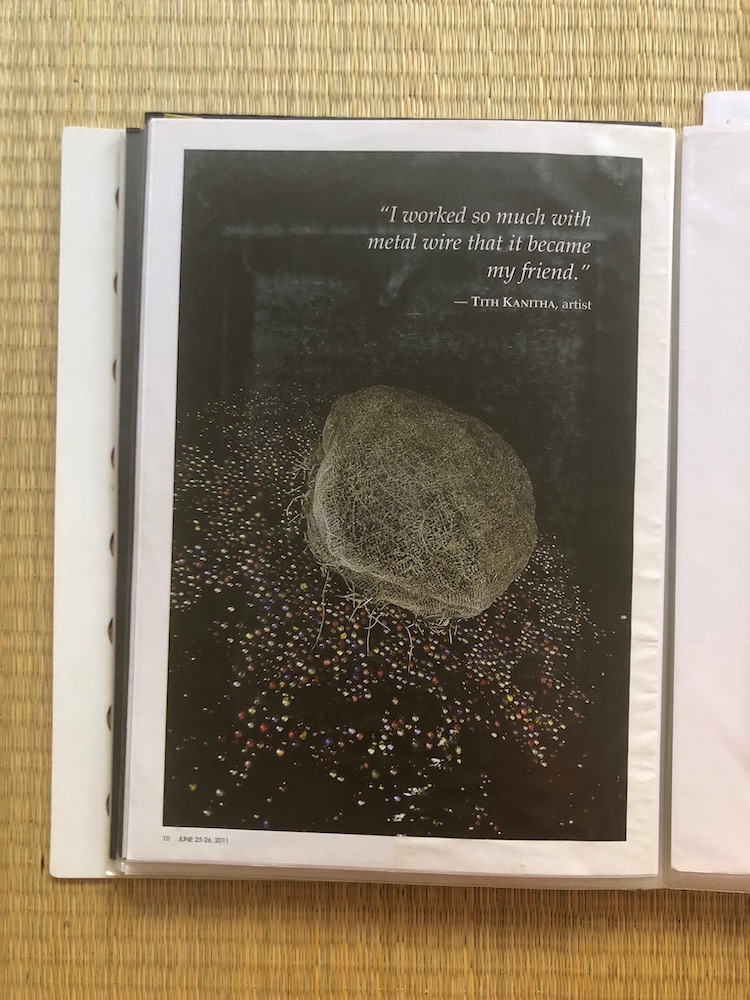 “I worked so much with
metal wire that it became
my friend.”
— TITH KANITHA, artist
10 JUNE 25-26, 2011